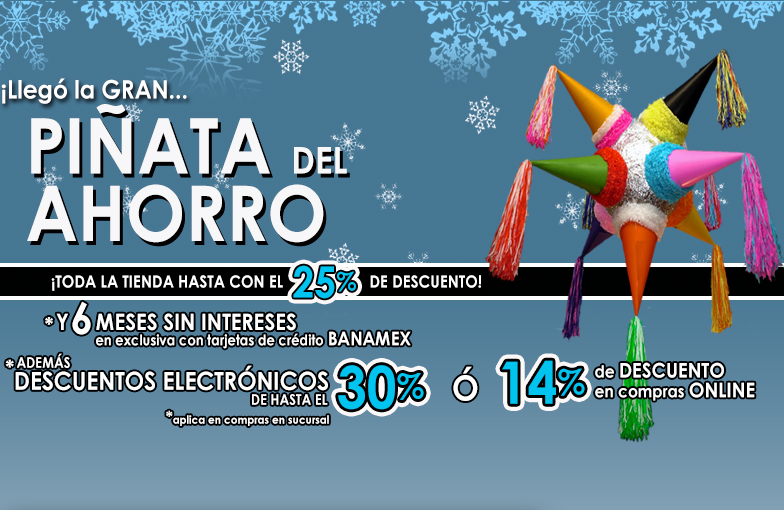 ¡Llegó la GRAN...
PIÑATA DEL
AHORRO
¡TODA LA TIENDA HASTA CON EL 25% DE DESCUENTO!
*Y 6 MESES SIN INTERESES
en exclusiva con tarjetas de crédito BANAMEX
*ADEMÁS
DESCUENTOS ELECTRÓNICOS
DE HASTA EL 30% Ó 14% de DESCUENTO
en compras ONLINE
*aplica en compras en sucursal